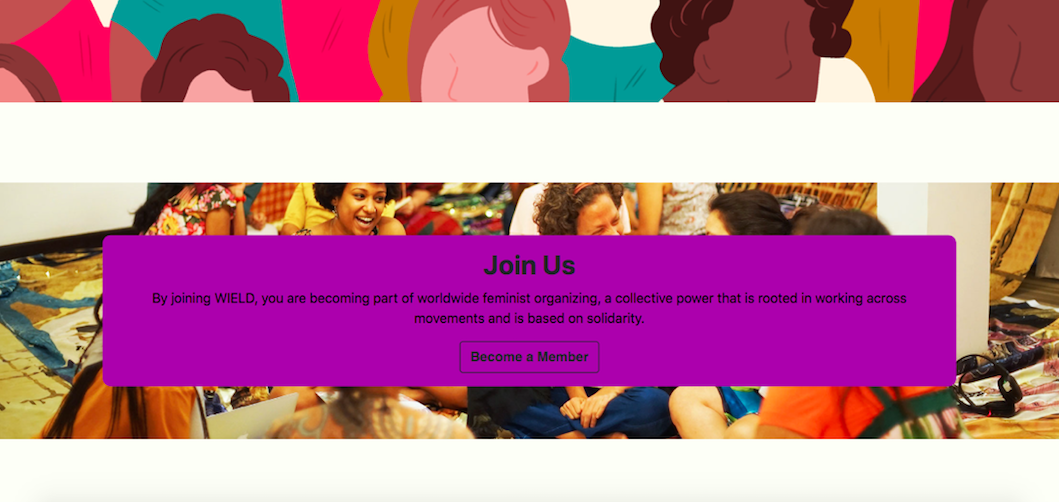 Join Us
By joining WIELD, you are becoming part of worldwide feminist organizing, a collective power that is rooted in working across
movements and is based on solidarity.
Become a Member